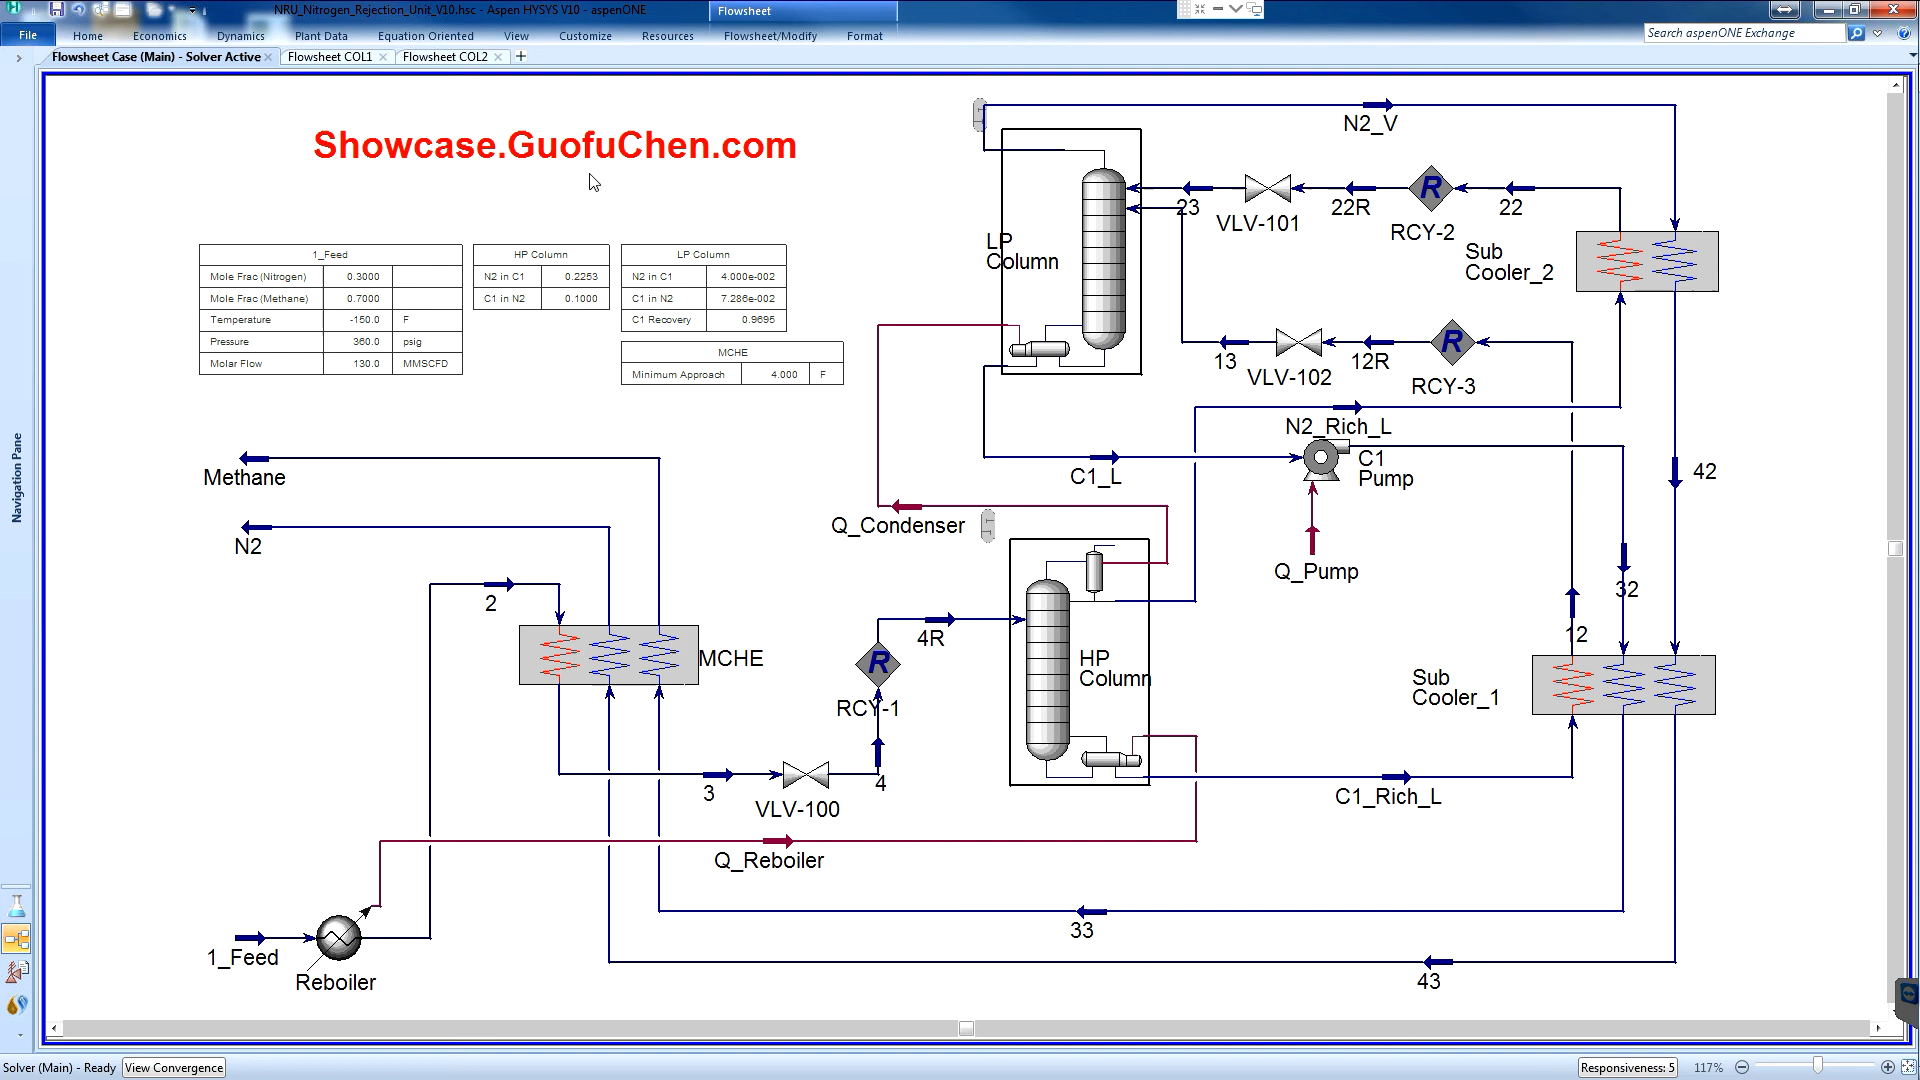 NRU_Nitrogen_Rejection_Unit_V10.hsc - Aspen HYSYS V10 - aspenONE
Flowsheet
File Home Economics Dynamics Plant Data Equation Oriented View Customize Resources Flowsheet/Modify Format
Search aspenONE Exchange
Flowsheet Case (Main) - Solver Active Flowsheet COL1 Flowsheet COL2
Navigation Pane
Showcase.GuofuChen.com
N2_V
23
VLV-101
22R
RCY-2
22
LP
Column
Sub
Cooler_2
1_Feed
Mole Frac (Nitrogen) 0.3000
Mole Frac (Methane) 0.7000
Temperature -150.0 F
Pressure 360.0 psig
Molar Flow 130.0 MMSCFD
HP Column
N2 in C1 0.2253
C1 in N2 0.1000
LP Column
N2 in C1 4.000e-002
C1 in N2 7.286e-002
C1 Recovery 0.9695
MCHE
Minimum Approach 4.000 F
13
VLV-102
12R
RCY-3
N2_Rich_L
C1_L
C1
Pump
42
Methane
N2
Q_Condenser
Q_Pump
2
32
12
4R
MCHE
HP
Column
Sub
Cooler_1
RCY-1
3
VLV-100
4
C1_Rich_L
Q_Reboiler
33
1_Feed
Reboiler
43
Solver (Main) - Ready View Convergence
Responsiveness: 5 117%